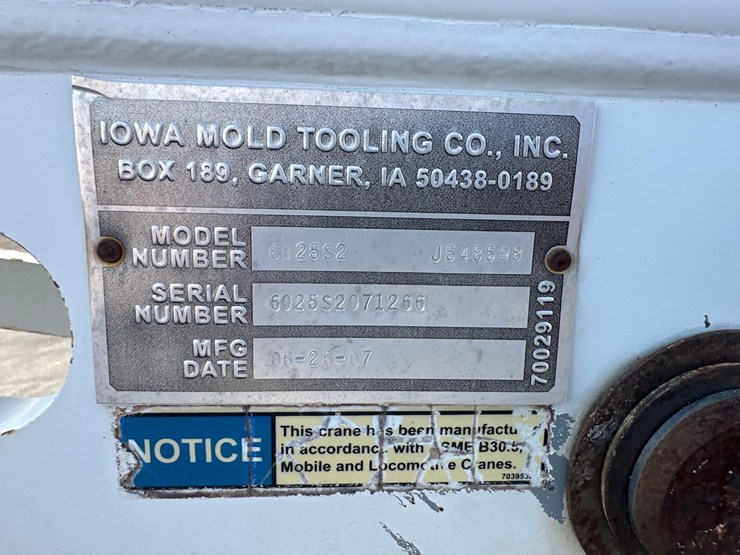 IOWA MOLD TOOLING CO., INC.
BOX 189, GARNER, IA 50438-0189
MODEL NUMBER 6025S2 J548598
SERIAL NUMBER 6025S2071266
MFG DATE 06-26-07
70029119
NOTICE
This crane has been manufactu
in accordance with ASME B30.5,
Mobile and Locomotive Cranes.